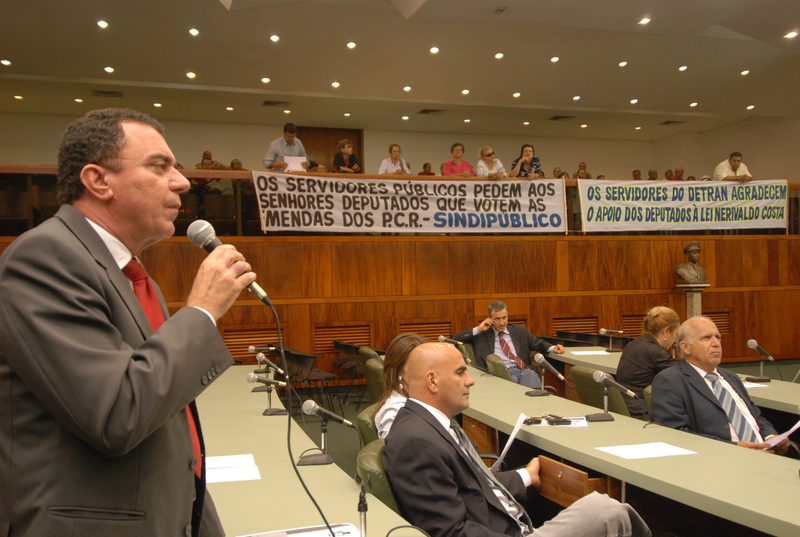 OS SERVIDORES PÚBLICOS PEDEM AOS
SENHORES DEPUTADOS QUE VOTEM AS
'MENDAS DOS P.C.R.- SINDIPÚBLICO
OS SERVIDORES DO DETRAN AGRADECEM
O APOIO DOS DEPUTADOS À LEI NERIVALDO COSTA